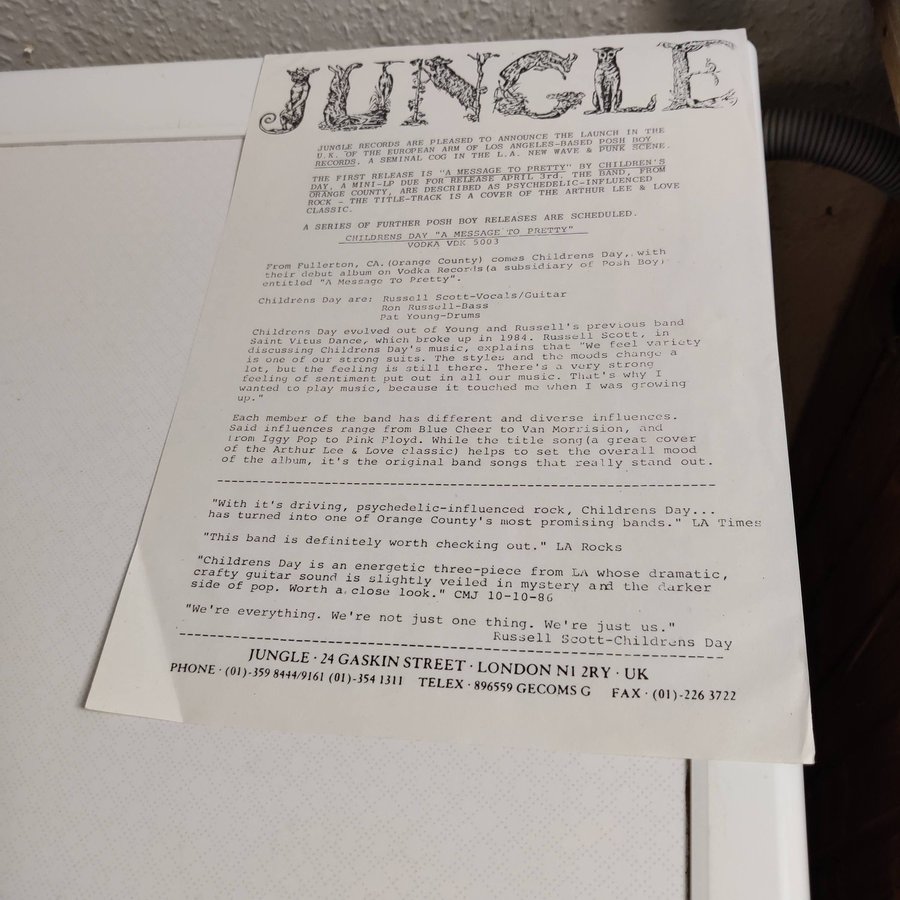 JUNGLE
JUNGLE RECORDS ARE PLEASED TO ANNOUNCE THE LAUNCH IN THE
U.K. OF THE EUROPEAN ARM OF LOS ANGELES-BASED POSH BOY
RECORDS. A SEMINAL COG IN THE L.A. NEW WAVE & PUNK SCENE.
THE FIRST RELEASE IS "A MESSAGE TO PRETTY" BY CHILDREN'S
DAY, A MINI-LP DUE FOR RELEASE APRIL 3rd. THE BAND, FROM
ORANGE COUNTY, ARE DESCRIBED AS PSYCHEDELIC-INFLUENCED
ROCK - THE TITLE-TRACK IS A COVER OF THE ARTHUR LEE & LOVE
CLASSIC.
A SERIES OF FURTHER POSH BOY RELEASES ARE SCHEDULED.
CHILDRENS DAY "A MESSAGE TO PRETTY"
VODKA VDK 5003
From Fullerton, CA.(Orange County) comes Childrens Day, with
their debut album on Vodka Records(a subsidiary of Posh Boy)
entitled "A Message To Pretty".
Childrens Day are: Russell Scott-Vocals/Guitar
Ron Russell-Bass
Pat Young-Drums
Childrens Day evolved out of Young and Russell's previous band
Saint Vitus Dance, which broke up in 1984. Russell Scott, in
discussing Childrens Day's music, explains that "We feel variety
is one of our strong suits. The styles and the moods change a
lot, but the feeling is still there. There's a very strong
feeling of sentiment put out in all our music. That's why I
wanted to play music, because it touched me when I was growing
up."
Each member of the band has different and diverse influences.
Said influences range from Blue Cheer to Van Morrision, and
from Iggy Pop to Pink Floyd. While the title song(a great cover
of the Arthur Lee & Love classic) helps to set the overall mood
of the album, it's the original band songs that really stand out.
"With it's driving, psychedelic-influenced rock, Childrens Day...
has turned into one of Orange County's most promising bands." LA Times
"This band is definitely worth checking out." LA Rocks
"Childrens Day is an energetic three-piece from LA whose dramatic,
crafty guitar sound is slightly veiled in mystery and the darker
side of pop. Worth a close look." CMJ 10-10-86
"We're everything. We're not just one thing. We're just us."
Russell Scott-Childrens Day
JUNGLE · 24 GASKIN STREET · LONDON N1 2RY · UK
PHONE · (01)-359 8444/9161 (01)-354 1311 TELEX · 896559 GECOMS G FAX · (01)-226 3722